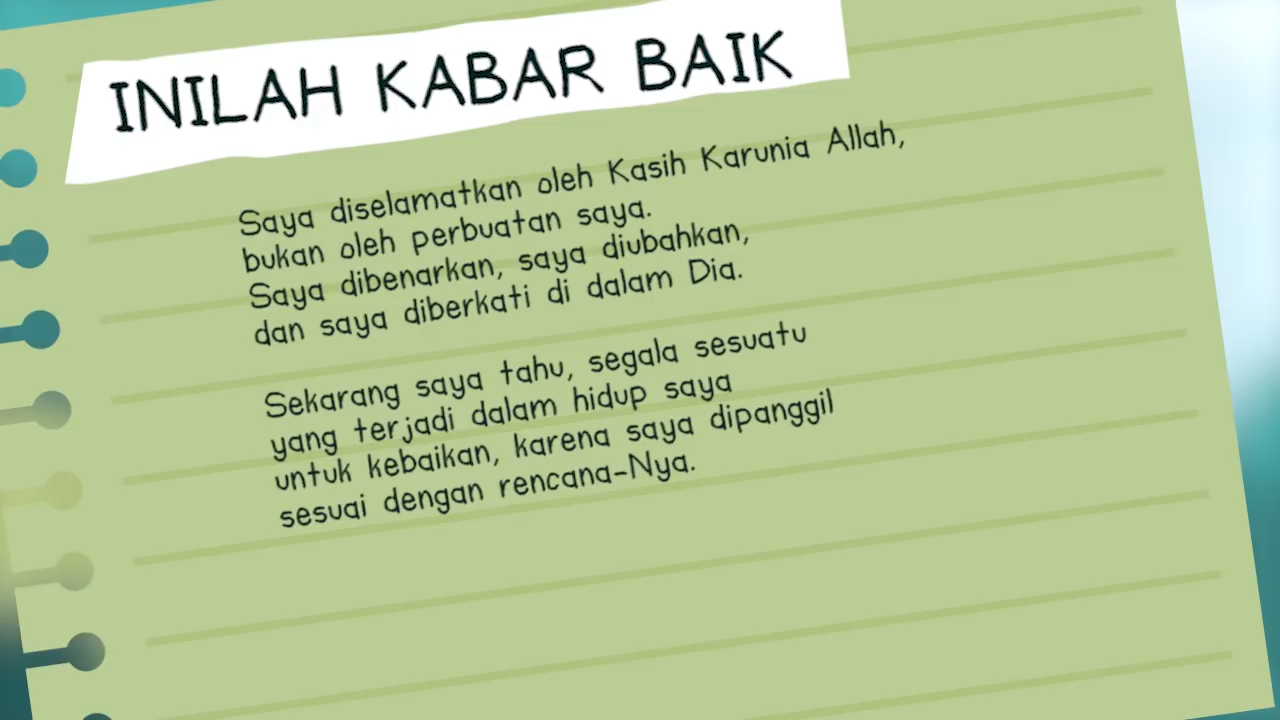 INILAH KABAR BAIK
Saya diselamatkan oleh Kasih Karunia Allah,
bukan oleh perbuatan saya.
Saya dibenarkan, saya diubahkan,
dan saya diberkati di dalam Dia.
Sekarang saya tahu, segala sesuatu
yang terjadi dalam hidup saya
untuk kebaikan, karena saya dipanggil
sesuai dengan rencana-Nya.